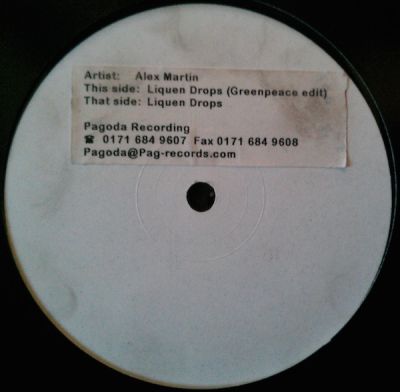 Artist: Alex Martin
This side: Liquen Drops (Greenpeace edit)
That side: Liquen Drops
Pagoda Recording
☎ 0171 684 9607 Fax 0171 684 9608
Pagoda@Pag-records.com